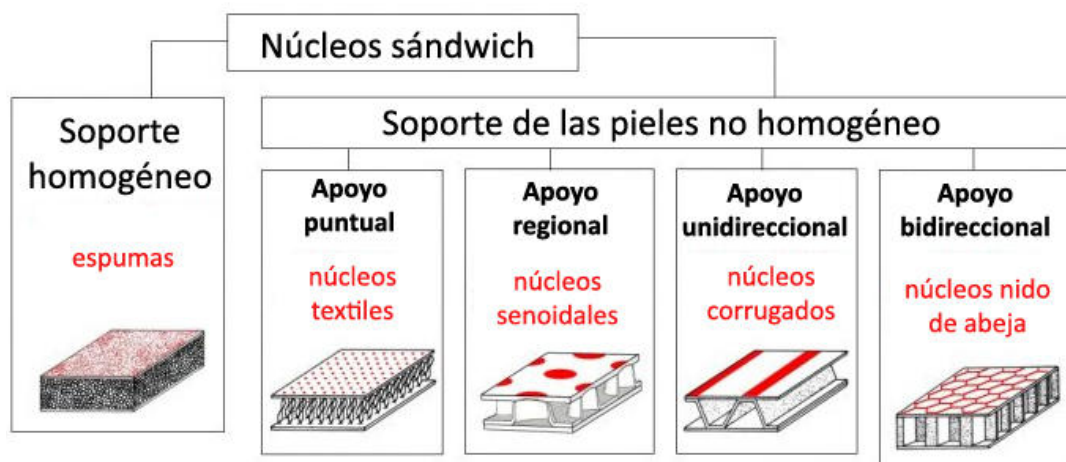 Núcleos sándwich
Soporte
homogéneo
espumas
Soporte de las pieles no homogéneo
Apoyo
puntual
núcleos
textiles
Apoyo
regional
núcleos
senoidales
Apoyo
unidireccional
núcleos
corrugados
Apoyo
bidireccional
núcleos nido
de abeja